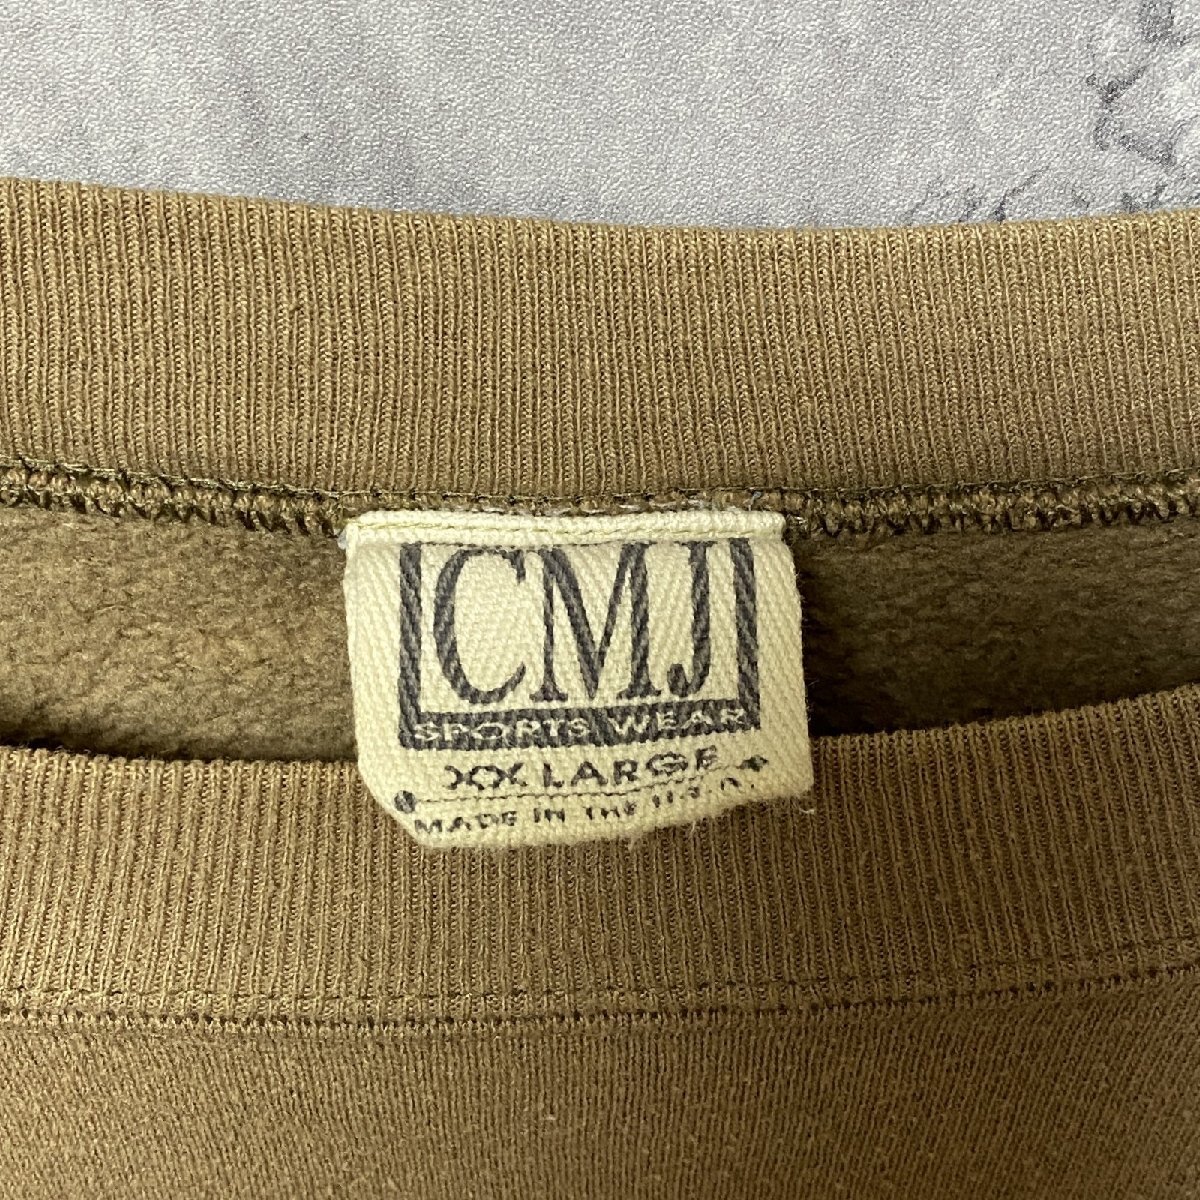 CMJ
SPORTS WEAR
XX LARGE
MADE IN THE U.S.A.